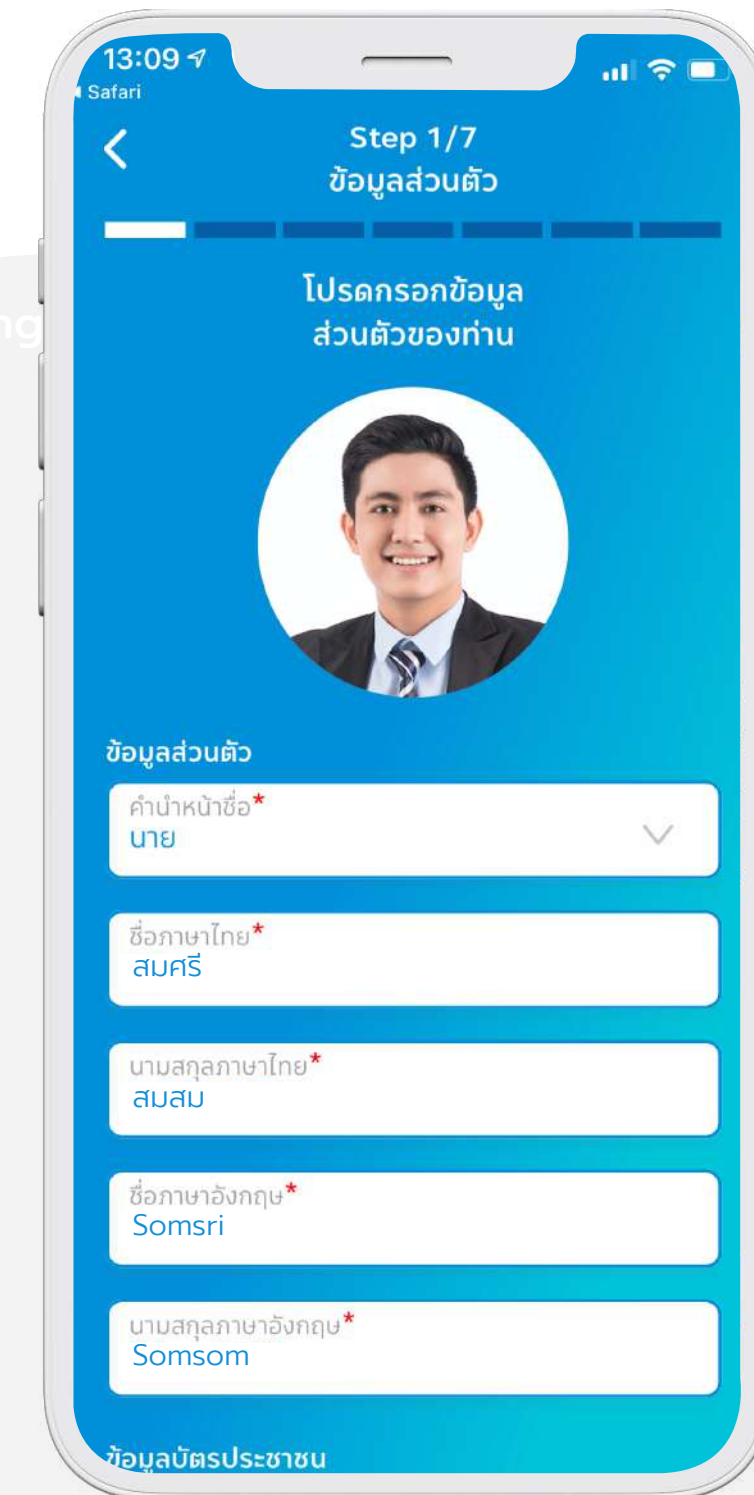 13:09
Safari
Step 1/7
ข้อมูลส่วนตัว
โปรดกรอกข้อมูล
ส่วนตัวของท่าน
ข้อมูลส่วนตัว
คำนำหน้าชื่อ*
นาย
ชื่อภาษาไทย*
สมศรี
นามสกุลภาษาไทย*
สมสม
ชื่อภาษาอังกฤษ*
Somsri
นามสกุลภาษาอังกฤษ*
Somsom
ข้อมูลบัตรประชาชน